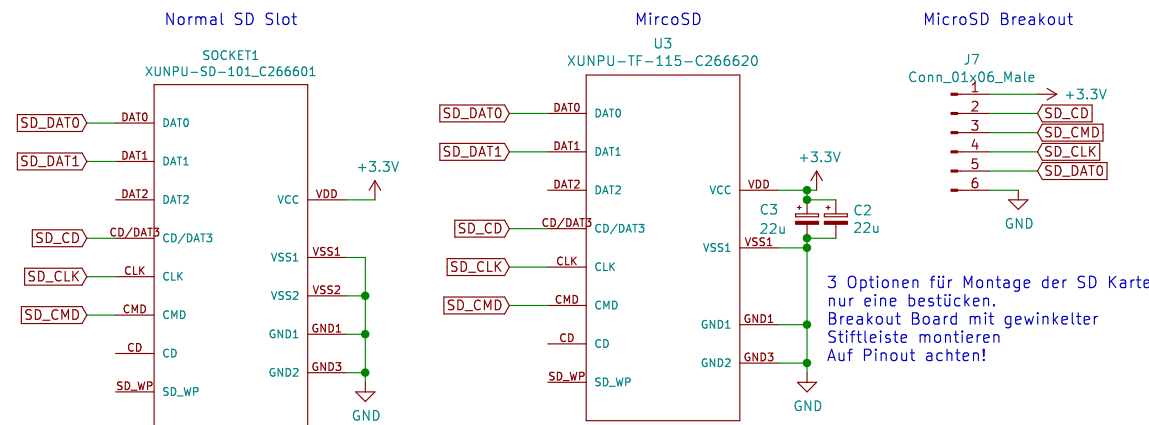 Normal SD Slot
SOCKET1
XUNPU-SD-101_C266601
SD_DAT0 DAT0 DAT0
SD_DAT1 DAT1 DAT1
+3.3V
DAT2 DAT2 VCC VDD
SD_CD CD/DAT3 CD/DAT3
VSS1 VSS1
SD_CLK CLK CLK
VSS2 VSS2
SD_CMD CMD CMD
GND1 GND1
CD CD
GND2 GND3
SD_WP SD_WP
GND
MircoSD
U3
XUNPU-TF-115-C266620
SD_DAT0 DAT0 DAT0
SD_DAT1 DAT1 DAT1
+3.3V
DAT2 DAT2 VCC VDD
C3 C2
22u 22u
SD_CD CD/DAT3 CD/DAT3
VSS1 VSS1
SD_CLK CLK CLK
SD_CMD CMD CMD
GND1 GND1
CD CD
GND2 GND3
SD_WP SD_WP
GND
MicroSD Breakout
J7
Conn_01x06_Male
1 +3.3V
2 SD_CD
3 SD_CMD
4 SD_CLK
5 SD_DAT0
6
GND
3 Optionen für Montage der SD Karte
nur eine bestücken.
Breakout Board mit gewinkelter
Stiftleiste montieren
Auf Pinout achten!